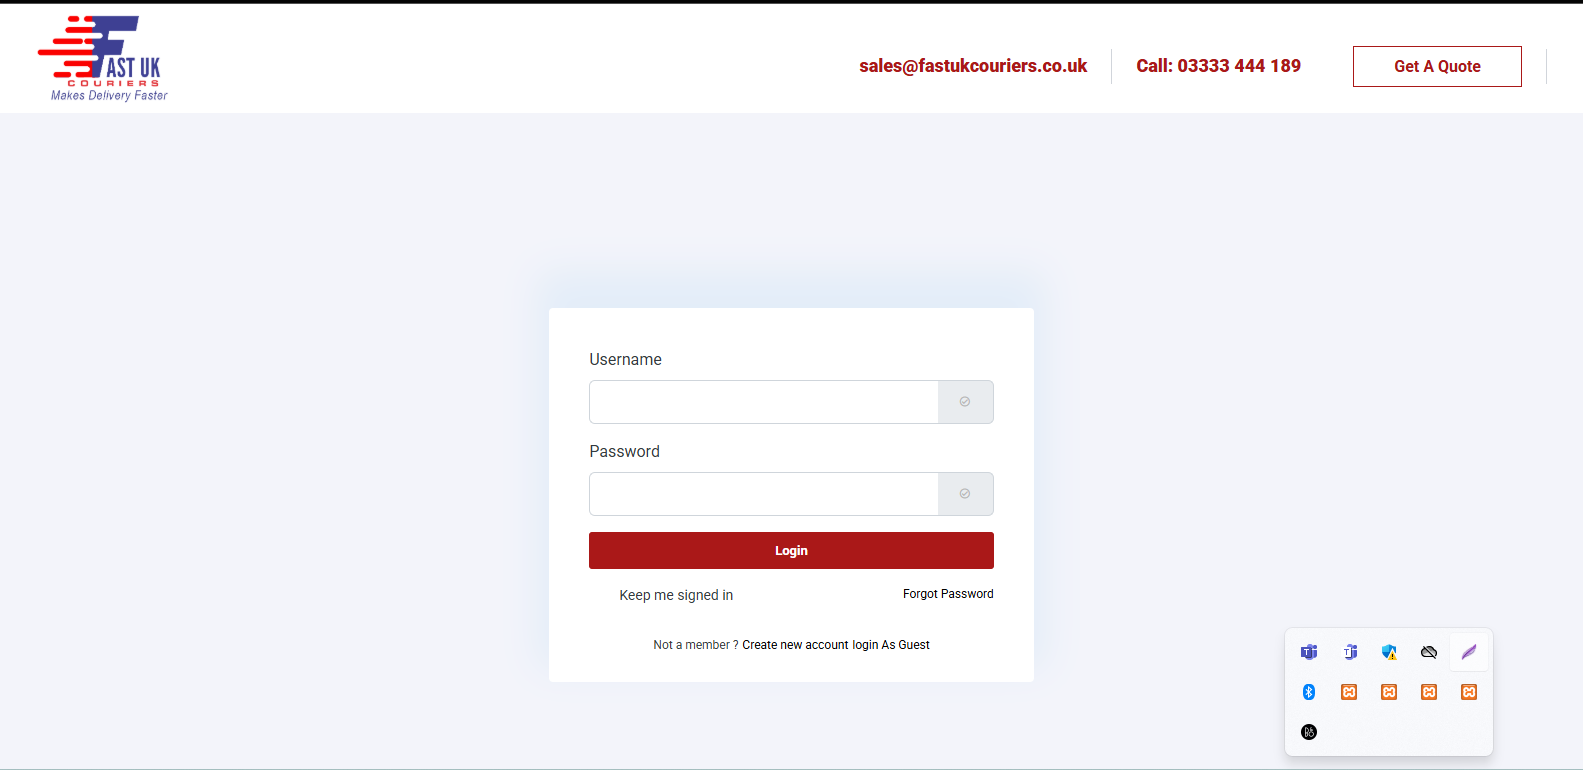 FAST UK
COURIERS
Makes Delivery Faster
sales@fastukcouriers.co.uk
Call: 03333 444 189
Get A Quote
Username
Password
Login
Keep me signed in
Forgot Password
Not a member ? Create new account login As Guest